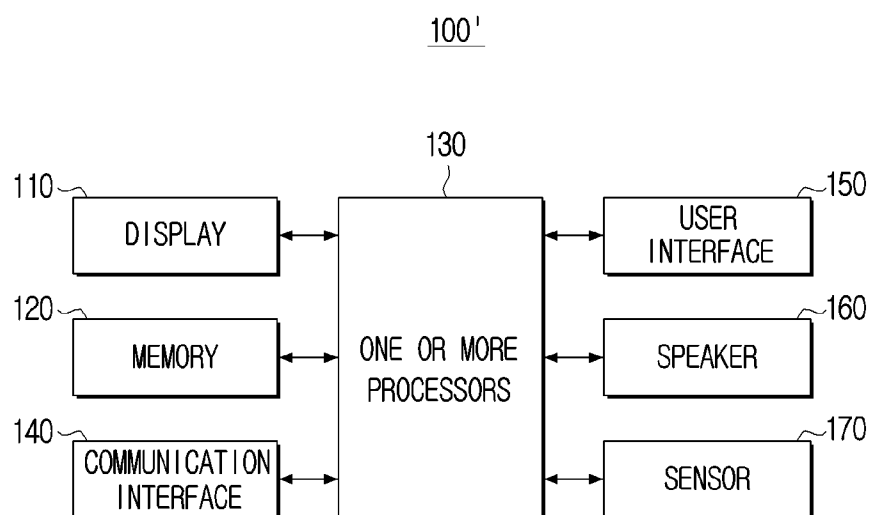 100'
130
110
DISPLAY
150
USER
INTERFACE
120
MEMORY
ONE OR MORE
PROCESSORS
160
SPEAKER
140
COMMUNICATION
INTERFACE
170
SENSOR